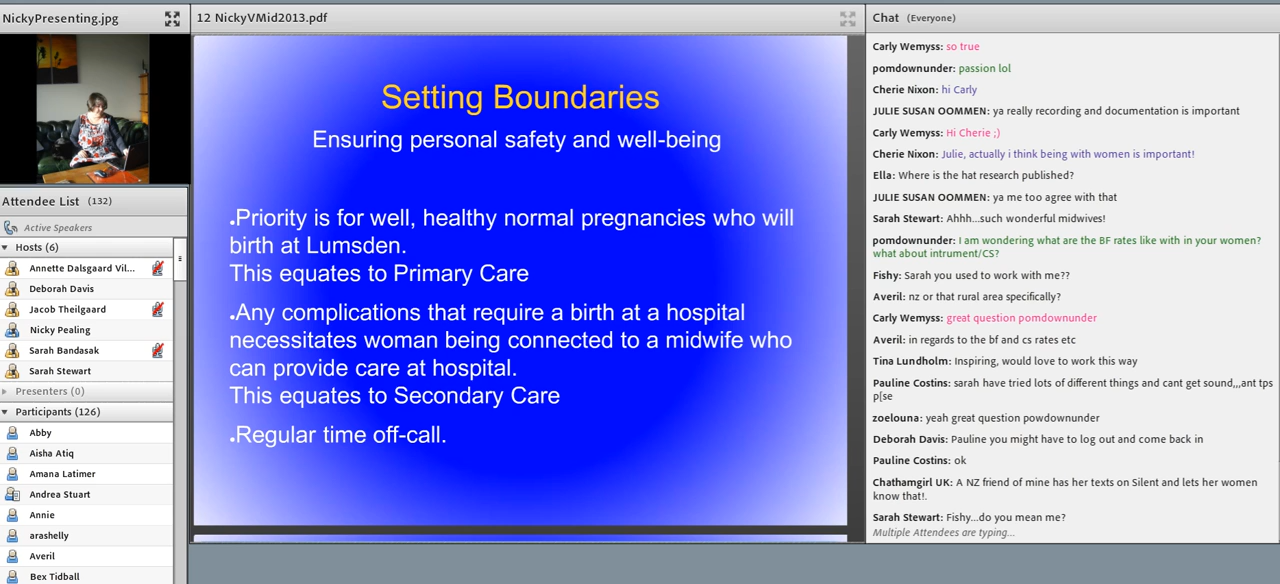 NickyPresenting.jpg
Attendee List (132)
Active Speakers
Hosts (6)
Annette Dalsgaard Vil...
Deborah Davis
Jacob Theilgaard
Nicky Pealing
Sarah Bandasak
Sarah Stewart
Presenters (0)
Participants (126)
Abby
Aisha Atiq
Amana Latimer
Andrea Stuart
Annie
arashelly
Averil
Bex Tidball
12 NickyVMid2013.pdf
Setting Boundaries
Ensuring personal safety and well-being
.Priority is for well, healthy normal pregnancies who will
birth at Lumsden.
This equates to Primary Care
.Any complications that require a birth at a hospital
necessitates woman being connected to a midwife who
can provide care at hospital.
This equates to Secondary Care
.Regular time off-call.
Chat (Everyone)
Carly Wemyss: so true
pomdownunder: passion lol
Cherie Nixon: hi Carly
JULIE SUSAN OOMMEN: ya really recording and documentation is important
Carly Wemyss: Hi Cherie ;)
Cherie Nixon: Julie, actually i think being with women is important!
Ella: Where is the hat research published?
JULIE SUSAN OOMMEN: ya me too agree with that
Sarah Stewart: Ahhh...such wonderful midwives!
pomdownunder: I am wondering what are the BF rates like with in your women?
what about intrument/CS?
Fishy: Sarah you used to work with me??
Averil: nz or that rural area specifically?
Carly Wemyss: great question pomdownunder
Averil: in regards to the bf and cs rates etc
Tina Lundholm: Inspiring, would love to work this way
Pauline Costins: sarah have tried lots of different things and cant get sound,,,ant tps
p[se
zoelouna: yeah great question powdownunder
Deborah Davis: Pauline you might have to log out and come back in
Pauline Costins: ok
Chathamgirl UK: A NZ friend of mine has her texts on Silent and lets her women
know that!.
Sarah Stewart: Fishy...do you mean me?
Multiple Attendees are typing...